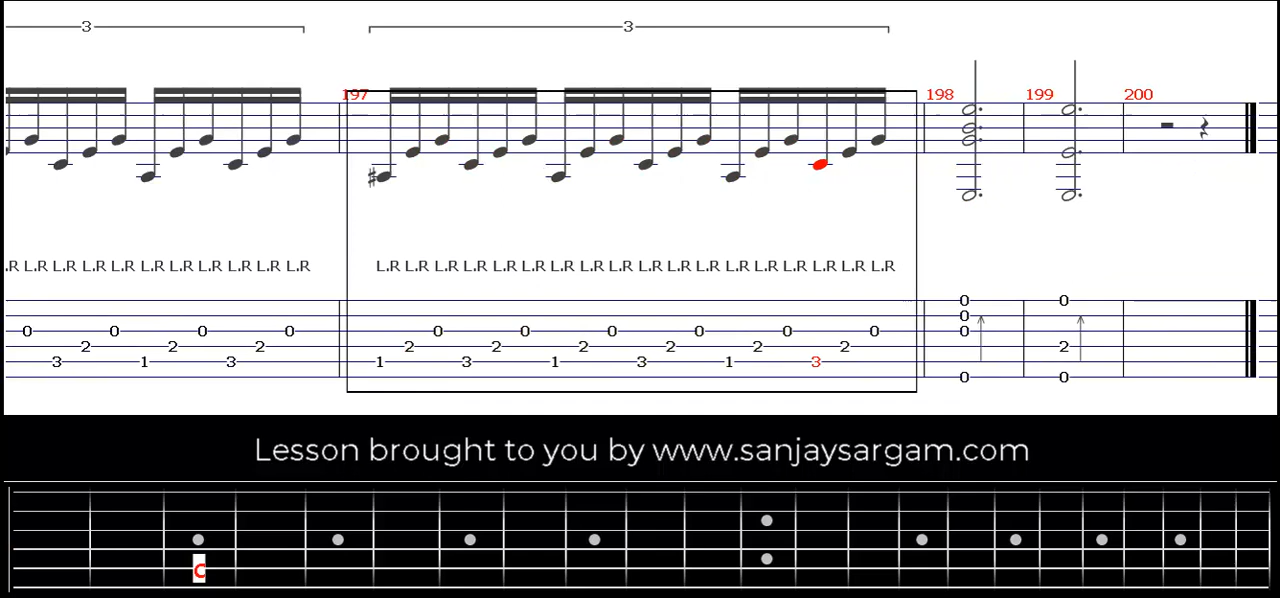 3 3
197 198 199 200
.R L.R L.R L.R L.R L.R L.R L.R L.R L.R L.R L.R L.R L.R L.R L.R L.R L.R L.R L.R L.R L.R L.R L.R L.R L.R L.R L.R L.R
0 0
0
0 0 0 0 0 0 0 0 0 0 0
2 2 2 2 2 2 2 2 2 2
3 1 3 1 3 1 3 1 3
0 0
Lesson brought to you by www.sanjaysargam.com
C